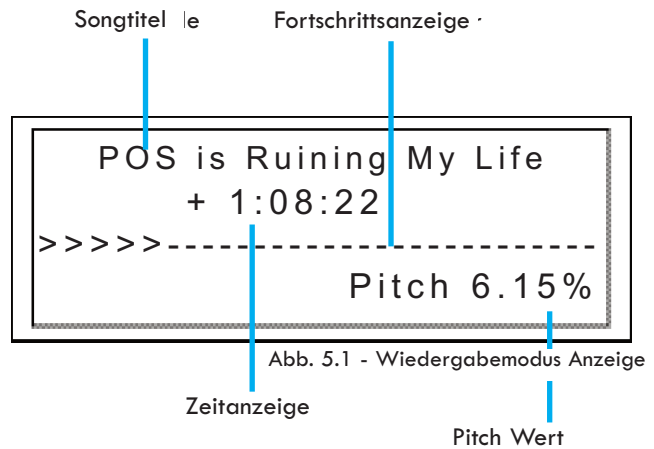 Songtitel le Fortschrittsanzeige
POS is Ruining My Life
+ 1:08:22
>>>>>-----------------------
Pitch 6.15%
Abb. 5.1 - Wiedergabemodus Anzeige
Zeitanzeige
Pitch Wert